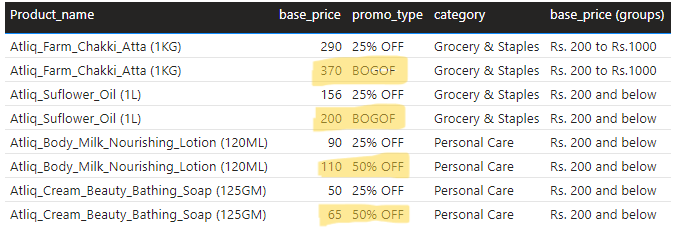 Product_name base_price promo_type category base_price (groups)
Atliq_Farm_Chakki_Atta (1KG) 290 25% OFF Grocery & Staples Rs. 200 to Rs.1000
Atliq_Farm_Chakki_Atta (1KG) 370 BOGOF Grocery & Staples Rs. 200 to Rs.1000
Atliq_Suflower_Oil (1L) 156 25% OFF Grocery & Staples Rs. 200 and below
Atliq_Suflower_Oil (1L) 200 BOGOF Grocery & Staples Rs. 200 and below
Atliq_Body_Milk_Nourishing_Lotion (120ML) 90 25% OFF Personal Care Rs. 200 and below
Atliq_Body_Milk_Nourishing_Lotion (120ML) 110 50% OFF Personal Care Rs. 200 and below
Atliq_Cream_Beauty_Bathing_Soap (125GM) 50 25% OFF Personal Care Rs. 200 and below
Atliq_Cream_Beauty_Bathing_Soap (125GM) 65 50% OFF Personal Care Rs. 200 and below